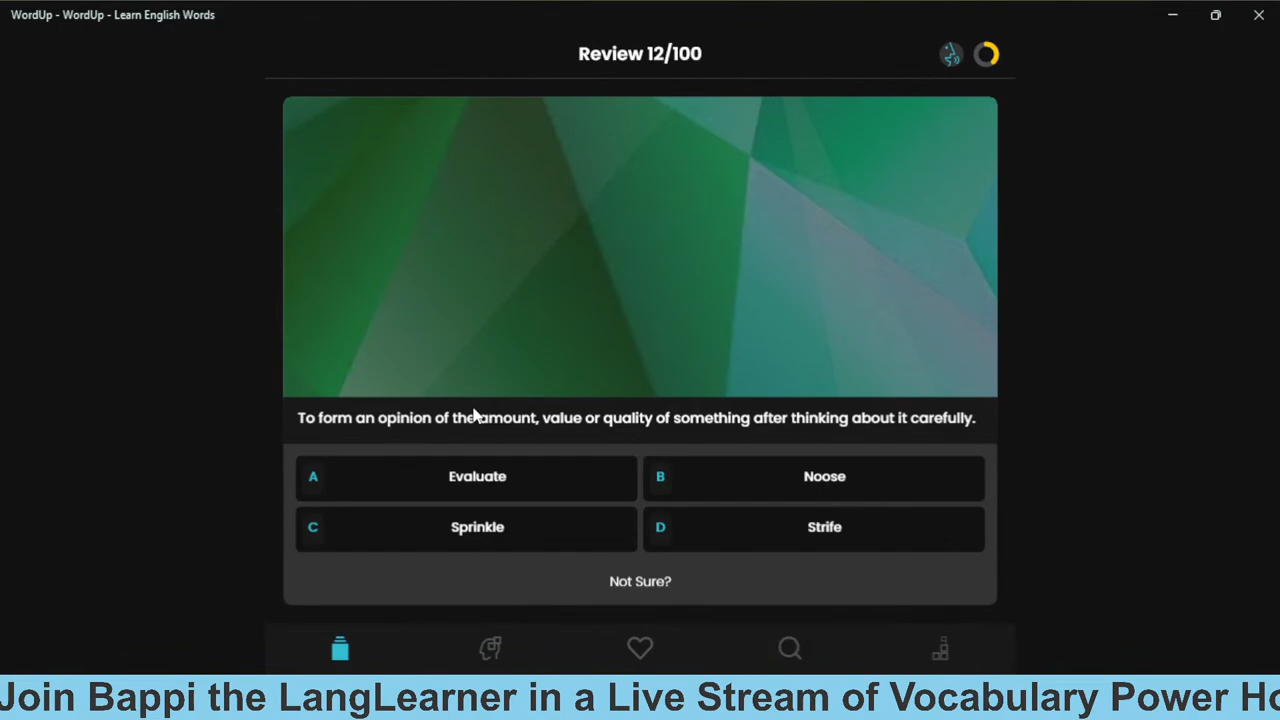 WordUp - WordUp - Learn English Words
Review 12/100
To form an opinion of the amount, value or quality of something after thinking about it carefully.
A Evaluate
B Noose
C Sprinkle
D Strife
Not Sure?
Join Bappi the LangLearner in a Live Stream of Vocabulary Power